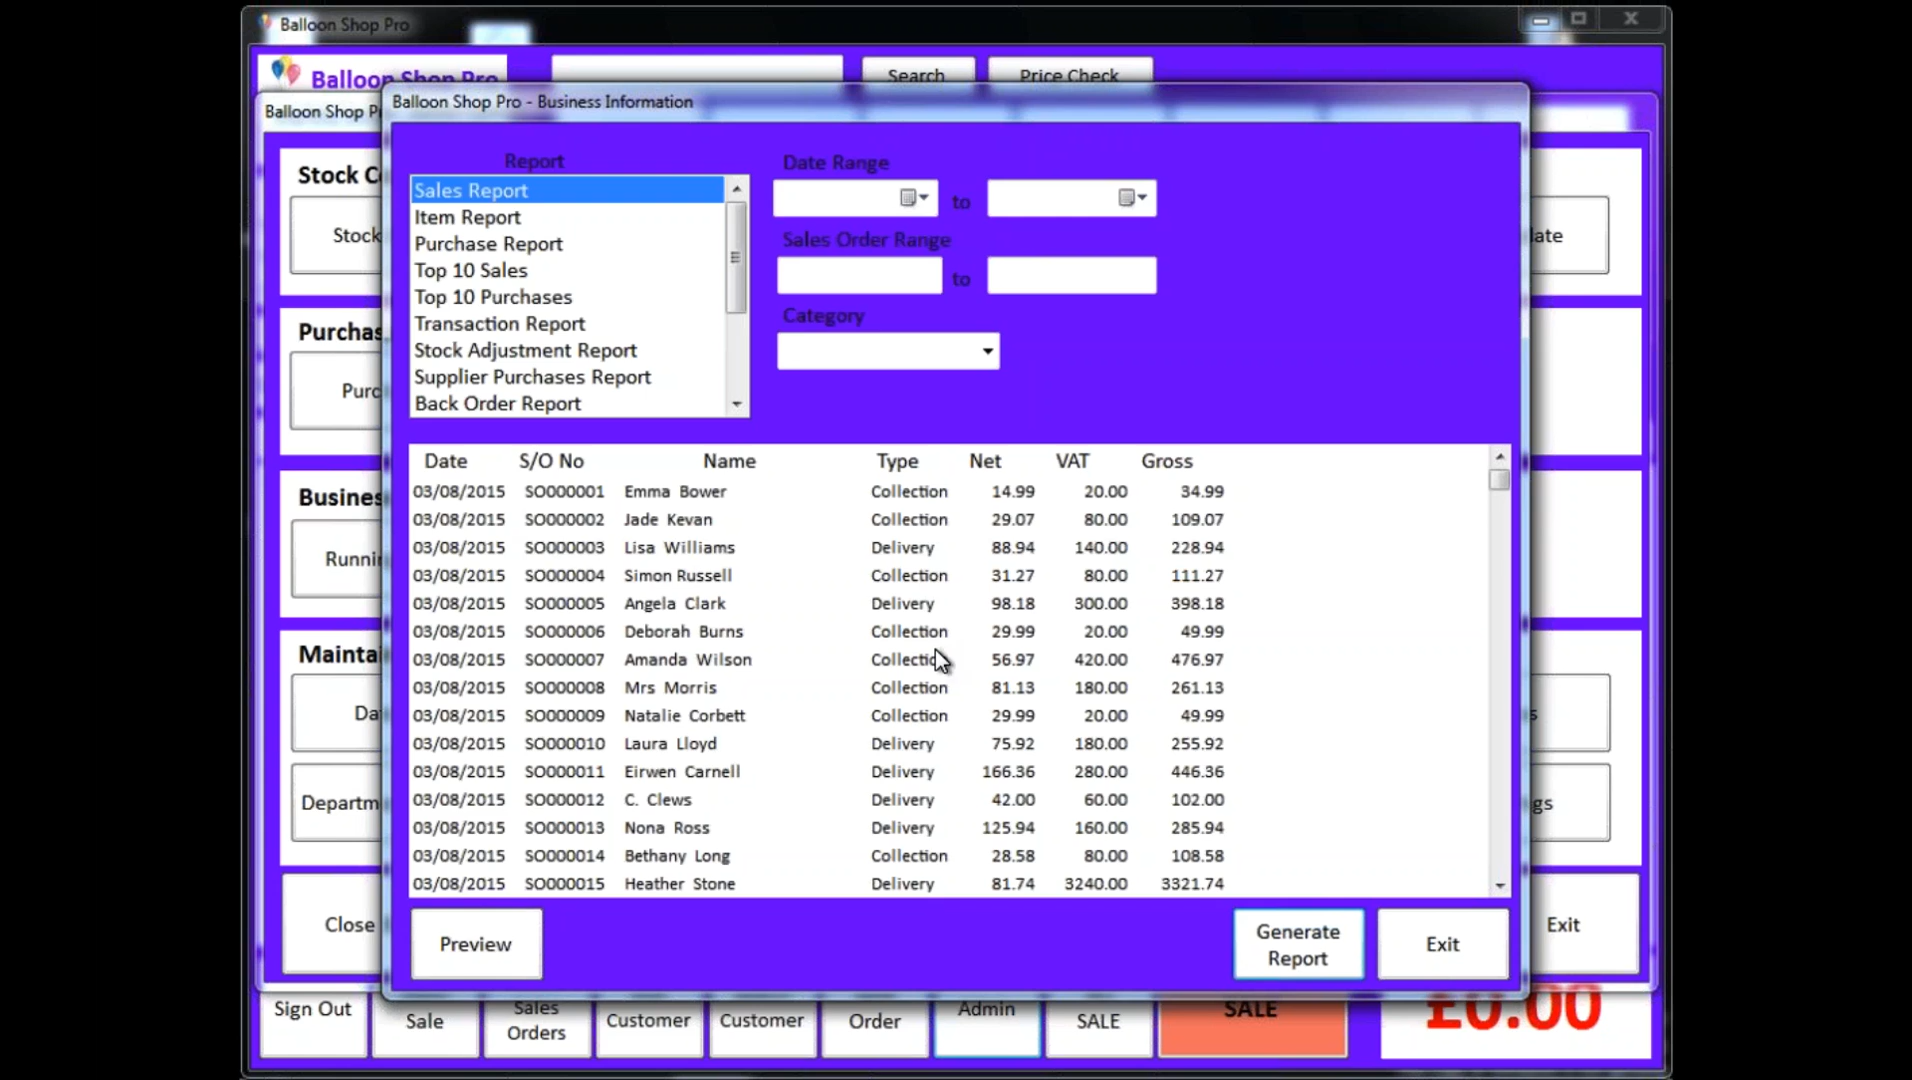 Balloon Shop Pro
Balloon Shop Pro
Search
Price Check
Balloon Shop Pro - Business Information
Report
Sales Report
Item Report
Purchase Report
Top 10 Sales
Top 10 Purchases
Transaction Report
Stock Adjustment Report
Supplier Purchases Report
Back Order Report
Date Range
to
Sales Order Range
to
Category
Date S/O No Name Type Net VAT Gross
03/08/2015 SO000001 Emma Bower Collection 14.99 20.00 34.99
03/08/2015 SO000002 Jade Kevan Collection 29.07 80.00 109.07
03/08/2015 SO000003 Lisa Williams Delivery 88.94 140.00 228.94
03/08/2015 SO000004 Simon Russell Collection 31.27 80.00 111.27
03/08/2015 SO000005 Angela Clark Delivery 98.18 300.00 398.18
03/08/2015 SO000006 Deborah Burns Collection 29.99 20.00 49.99
03/08/2015 SO000007 Amanda Wilson Collection 56.97 420.00 476.97
03/08/2015 SO000008 Mrs Morris Collection 81.13 180.00 261.13
03/08/2015 SO000009 Natalie Corbett Collection 29.99 20.00 49.99
03/08/2015 SO000010 Laura Lloyd Delivery 75.92 180.00 255.92
03/08/2015 SO000011 Eirwen Carnell Delivery 166.36 280.00 446.36
03/08/2015 SO000012 C. Clews Delivery 42.00 60.00 102.00
03/08/2015 SO000013 Nona Ross Delivery 125.94 160.00 285.94
03/08/2015 SO000014 Bethany Long Collection 28.58 80.00 108.58
03/08/2015 SO000015 Heather Stone Delivery 81.74 3240.00 3321.74
Preview
Generate
Report
Exit
Balloon Shop
Stock
Stock
Close
Exit
Sign Out
Sale
Sales
Orders
Customer
Customer
Order
Admin
SALE
SALE
£0.00